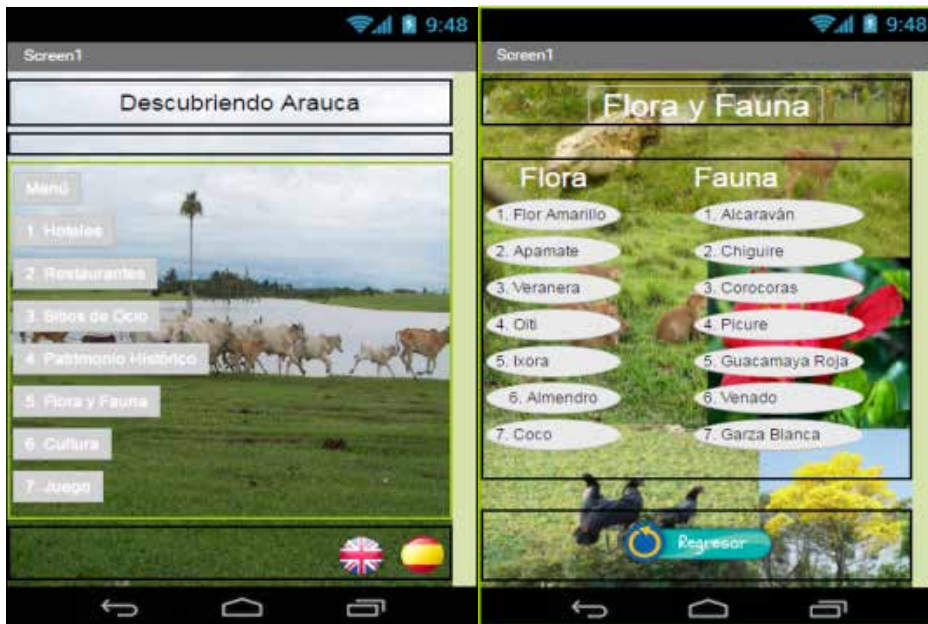 9:48
Screen1
Descubriendo Arauca
Menú
1. Hoteles
2. Restaurantes
3. Sitios de Ocio
4. Patrimonio Histórico
5. Flora y Fauna
6. Cultura
7. Juego
9:48
Screen1
Flora y Fauna
Flora
1. Flor Amarillo
2. Apamate
3. Veranera
4. Oiti
5. Ixora
6. Almendro
7. Coco
Fauna
1. Alcaraván
2. Chiguire
3. Corocoras
4. Picure
5. Guacamaya Roja
6. Venado
7. Garza Blanca
Regresar